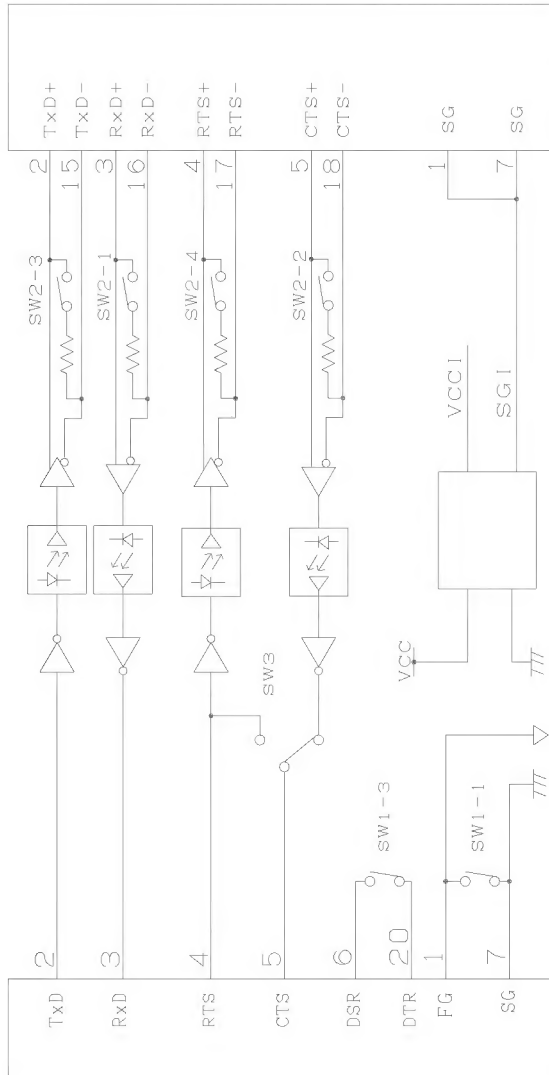 TxD+
TxD-
RxD+
RxD-
RTS+
RTS-
CTS+
CTS-
SG
SG
2
15
3
16
4
17
5
18
1
7
SW2-3
SW2-1
SW2-4
SW2-2
VCCI
SGI
SW3
VCC
SW1-3
SW1-1
2
3
4
5
6
20
1
7
TxD
RxD
RTS
CTS
DSR
DTR
FG
SG